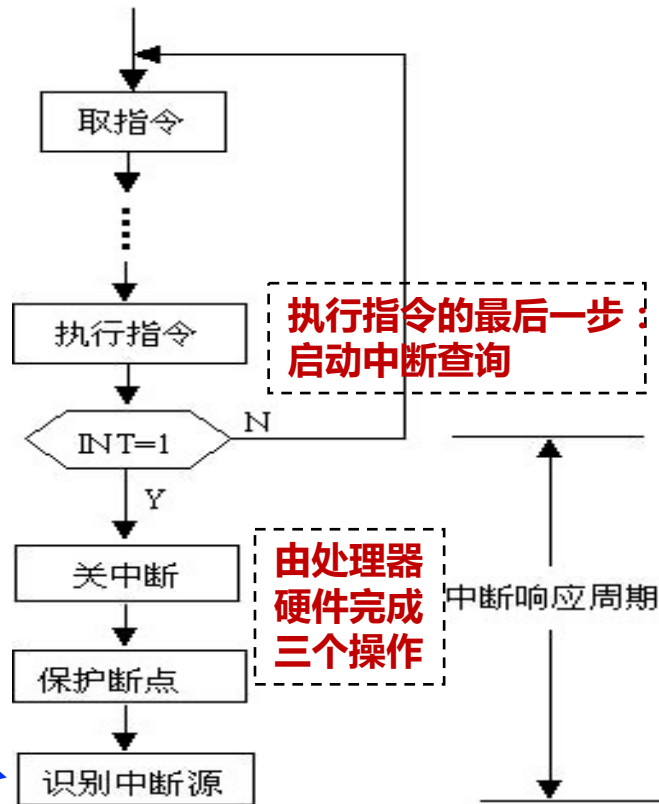 取指令
执行指令
执行指令的最后一步：
启动中断查询
INT=1
N
Y
关中断
由处理器
硬件完成
三个操作
中断响应周期
保护断点
识别中断源